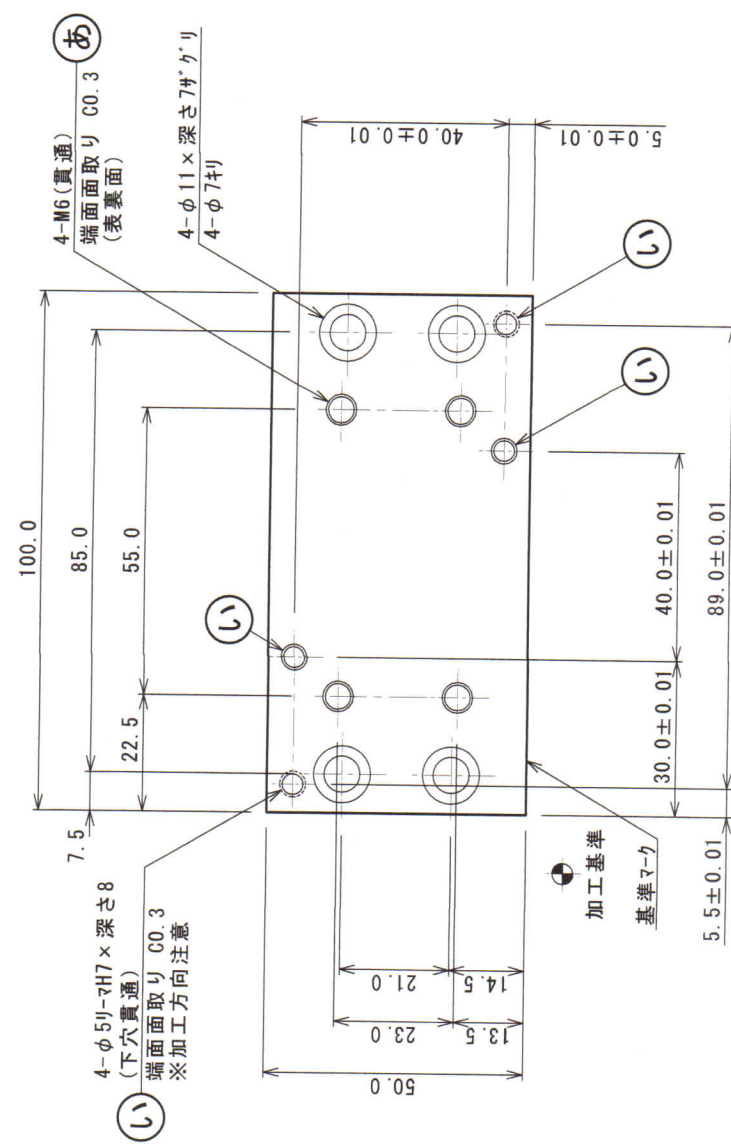 あ
4-M6(貫通)
端面面取り C0.3
(表裏面)
4-φ11×深さ7ザグリ
4-φ7キリ
100.0
85.0
55.0
22.5
7.5
い
4-φ5リーマH7×深さ8
(下穴貫通)
端面面取り C0.3
※加工方向注意
い
い
い
40.0±0.01
5.0±0.01
50.0
23.0
13.5
21.0
14.5
加工基準
基準マーク
30.0±0.01
40.0±0.01
5.5±0.01
89.0±0.01